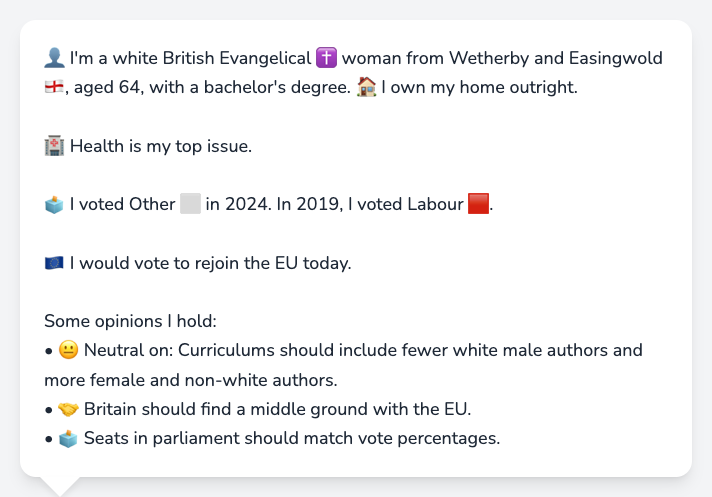 👤 I'm a white British Evangelical ✝️ woman from Wetherby and Easingwold
🏴󠁧󠁢󠁥󠁮󠁧󠁿, aged 64, with a bachelor's degree. 🏠 I own my home outright.
🏥 Health is my top issue.
🗳️ I voted Other ⬜ in 2024. In 2019, I voted Labour 🟥.
🇪🇺 I would vote to rejoin the EU today.
Some opinions I hold:
• 😐 Neutral on: Curriculums should include fewer white male authors and
more female and non-white authors.
• 🤝 Britain should find a middle ground with the EU.
• 🗳️ Seats in parliament should match vote percentages.